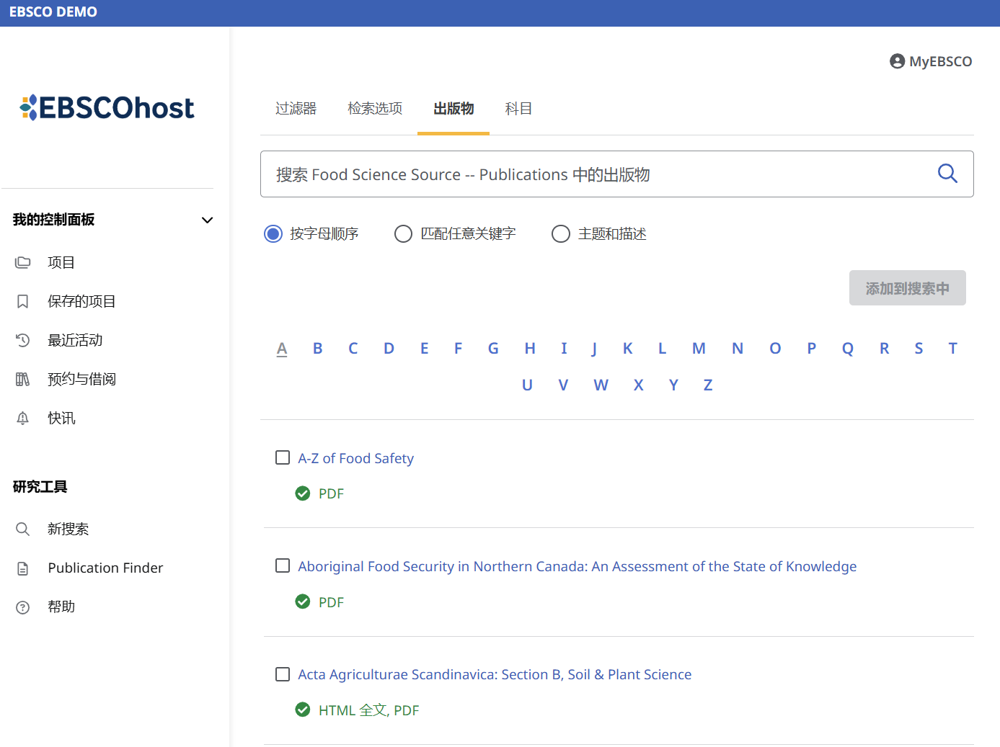 EBSCO DEMO
MyEBSCO
EBSCOhost
过滤器 检索选项 出版物 科目
搜索 Food Science Source -- Publications 中的出版物
按字母顺序 匹配任意关键字 主题和描述
添加到搜索中
A B C D E F G H I J K L M N O P Q R S T
U V W X Y Z
A-Z of Food Safety
PDF
Aboriginal Food Security in Northern Canada: An Assessment of the State of Knowledge
PDF
Acta Agriculturae Scandinavica: Section B, Soil & Plant Science
HTML 全文, PDF
我的控制面板
项目
保存的项目
最近活动
预约与借阅
快讯
研究工具
新搜索
Publication Finder
帮助